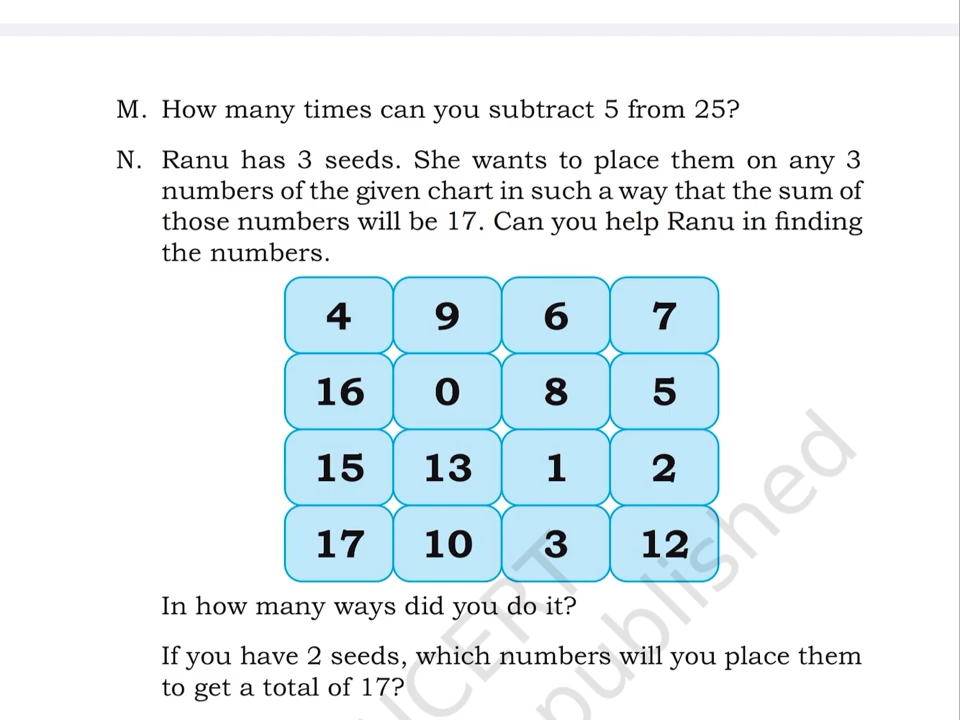 M. How many times can you subtract 5 from 25?
N. Ranu has 3 seeds. She wants to place them on any 3
numbers of the given chart in such a way that the sum of
those numbers will be 17. Can you help Ranu in finding
the numbers.
4 9 6 7
16 0 8 5
15 13 1 2
17 10 3 12
In how many ways did you do it?
If you have 2 seeds, which numbers will you place them
to get a total of 17?
NCERT
published